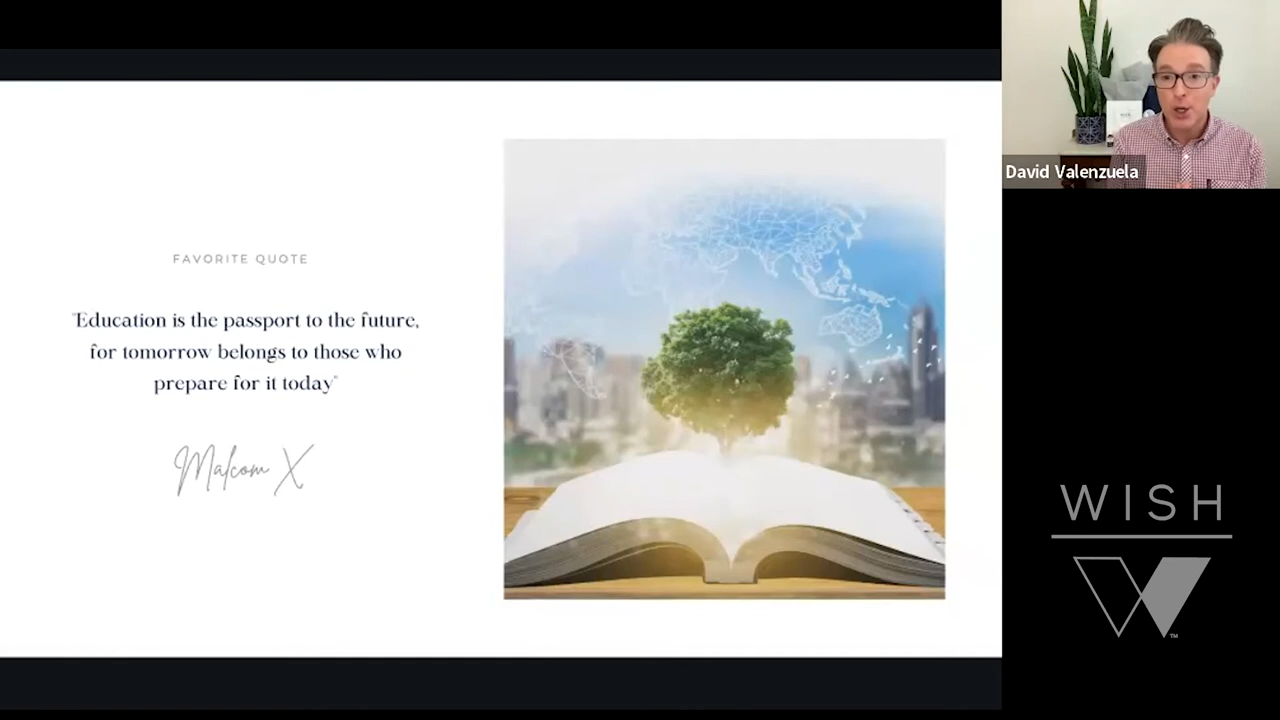 FAVORITE QUOTE
"Education is the passport to the future,
for tomorrow belongs to those who
prepare for it today"
Malcom X
David Valenzuela
WISH
W™